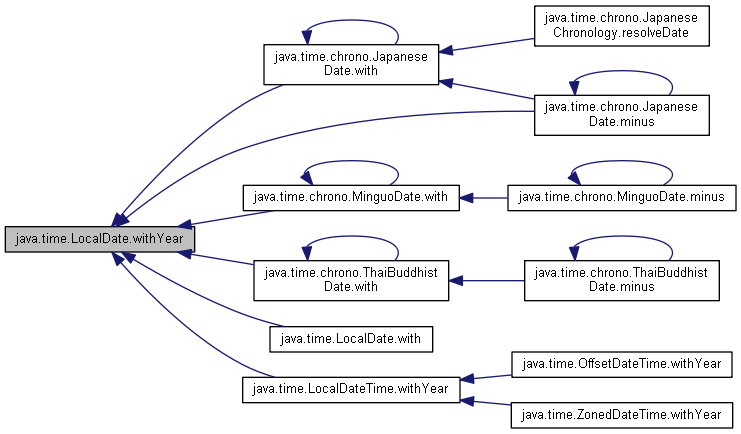 java.time.chrono.Japanese
Chronology.resolveDate
java.time.chrono.Japanese
Date.with
java.time.chrono.Japanese
Date.minus
java.time.chrono.MinguoDate.with
java.time.chrono.MinguoDate.minus
java.time.LocalDate.withYear
java.time.chrono.ThaiBuddhist
Date.with
java.time.chrono.ThaiBuddhist
Date.minus
java.time.LocalDate.with
java.time.OffsetDateTime.withYear
java.time.LocalDateTime.withYear
java.time.ZonedDateTime.withYear